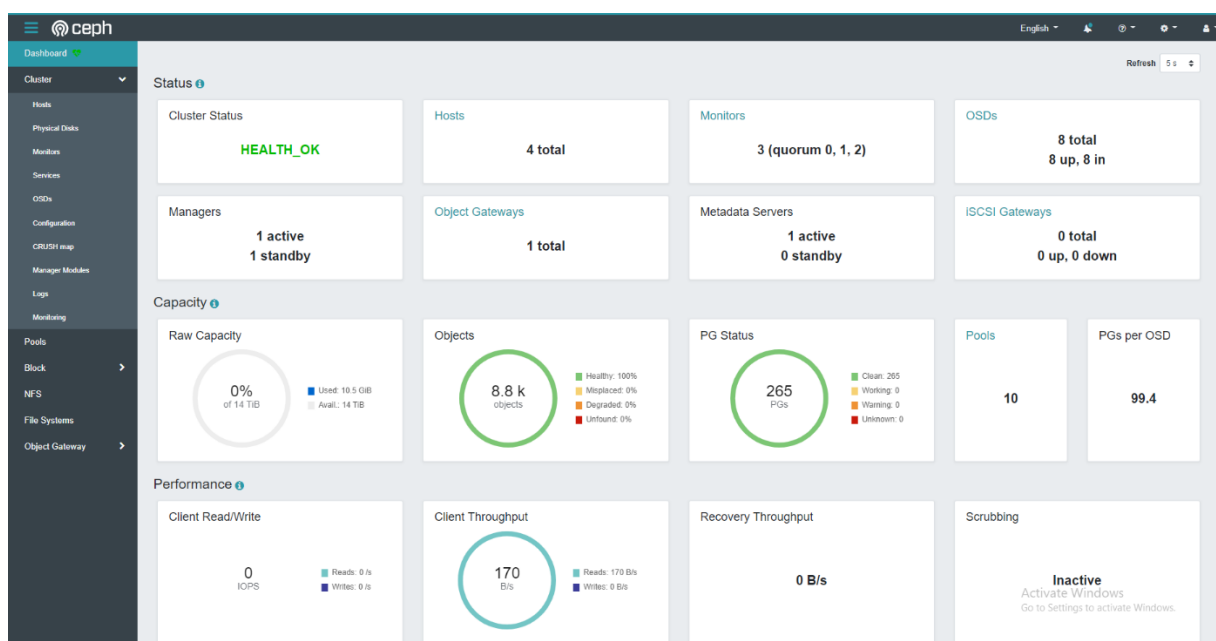 ceph
English
Dashboard
Refresh 5 s
Cluster
Status
Hosts
Physical Disks
Monitors
Services
OSDs
Configuration
CRUSH map
Manager Modules
Logs
Monitoring
Pools
Block
NFS
File Systems
Object Gateway
Cluster Status
HEALTH_OK
Hosts
4 total
Monitors
3 (quorum 0, 1, 2)
OSDs
8 total
8 up, 8 in
Managers
1 active
1 standby
Object Gateways
1 total
Metadata Servers
1 active
0 standby
iSCSI Gateways
0 total
0 up, 0 down
Capacity
Raw Capacity
0%
of 14 TiB
Used: 10.5 GiB
Avail.: 14 TiB
Objects
8.8 k
objects
Healthy: 100%
Misplaced: 0%
Degraded: 0%
Unfound: 0%
PG Status
265
PGs
Clean: 265
Working: 0
Warning: 0
Unknown: 0
Pools
10
PGs per OSD
99.4
Performance
Client Read/Write
0
IOPS
Reads: 0 /s
Writes: 0 /s
Client Throughput
170
B/s
Reads: 170 B/s
Writes: 0 B/s
Recovery Throughput
0 B/s
Scrubbing
Inactive
Activate Windows
Go to Settings to activate Windows.